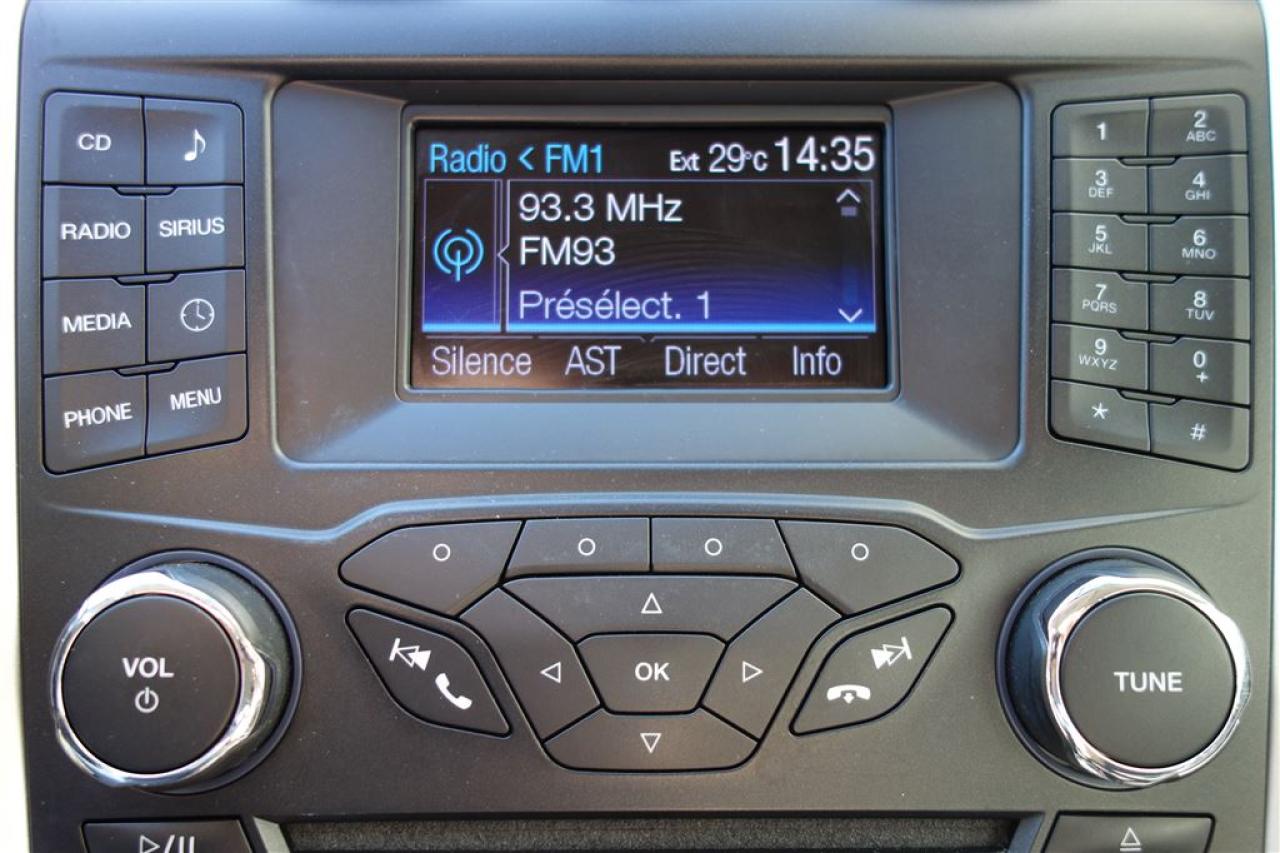 CD
RADIO SIRIUS
MEDIA
PHONE MENU
Radio < FM1 Ext 29°C 14:35
93.3 MHz
FM93
Présélect. 1
Silence AST Direct Info
1 2 ABC
3 DEF 4 GHI
5 JKL 6 MNO
7 PQRS 8 TUV
9 WXYZ 0 +
* #
VOL
OK
TUNE